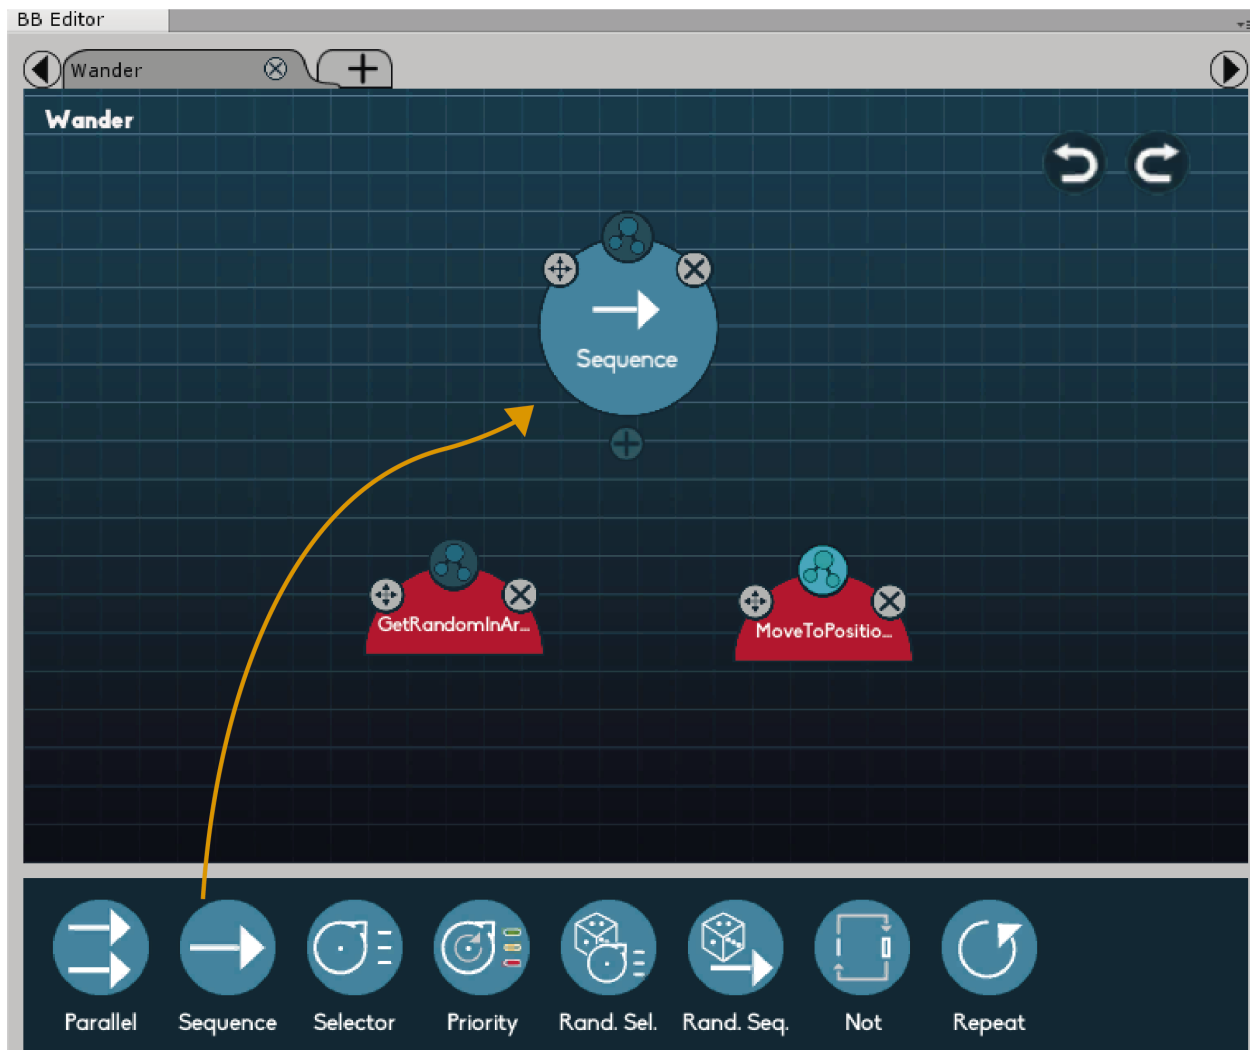 BB Editor
Wander
Wander
Sequence
GetRandomInAr...
MoveToPositio...
Parallel
Sequence
Selector
Priority
Rand. Sel.
Rand. Seq.
Not
Repeat